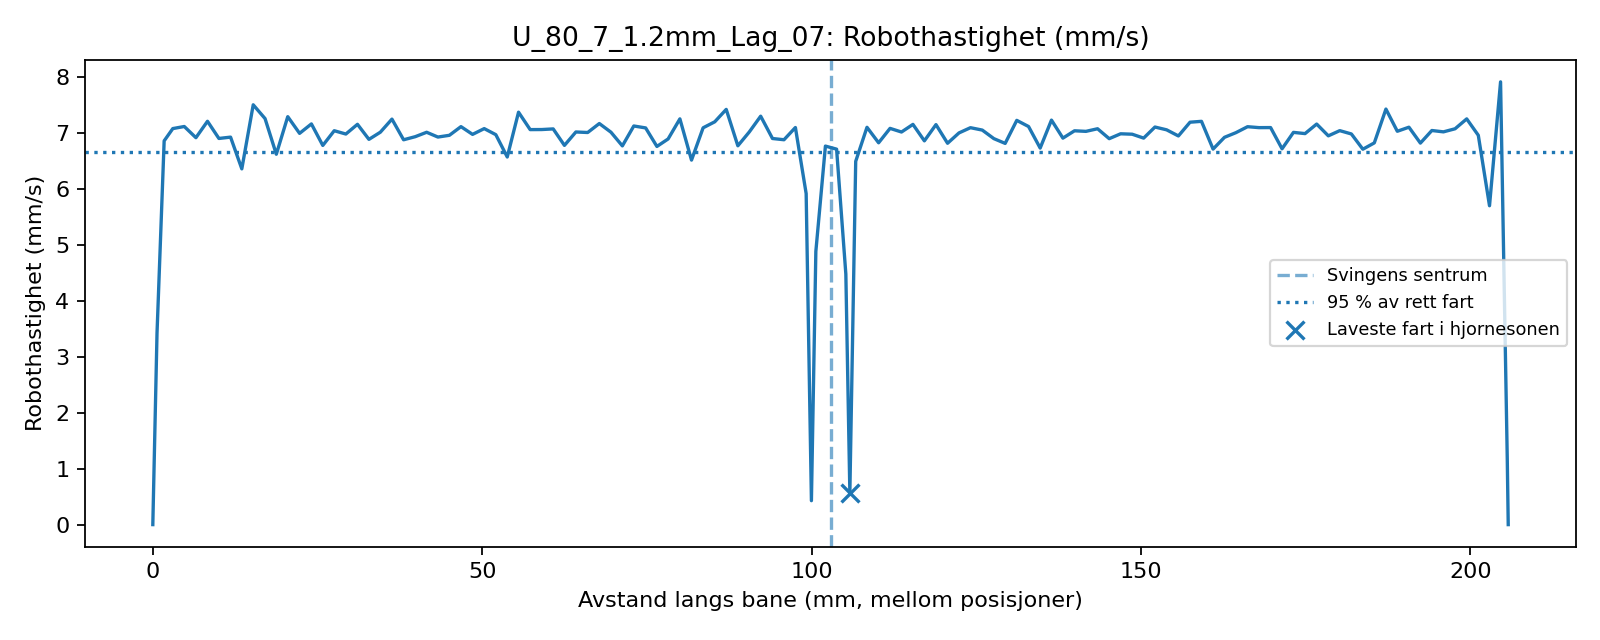 U_80_7_1.2mm_Lag_07: Robothastighet (mm/s)
Robothastighet (mm/s)
8
7
6
5
4
3
2
1
0
Svingens sentrum
95 % av rett fart
Laveste fart i hjornesonen
0 50 100 150 200
Avstand langs bane (mm, mellom posisjoner)